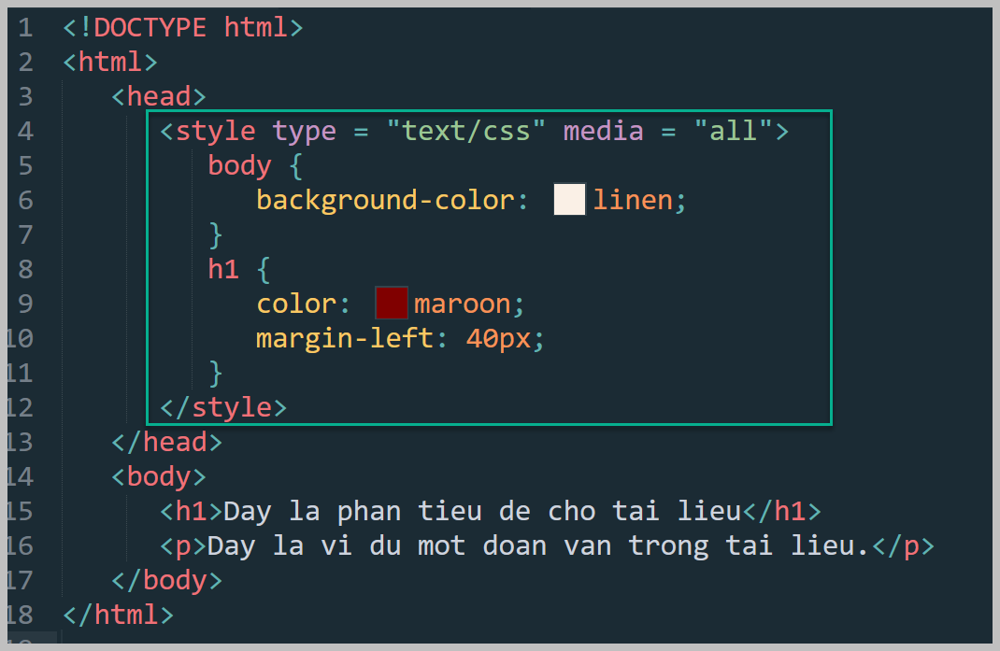 1 <!DOCTYPE html>
2 <html>
3    <head>
4       <style type = "text/css" media = "all">
5          body {
6             background-color: linen;
7          }
8          h1 {
9             color: maroon;
10             margin-left: 40px;
11          }
12       </style>
13    </head>
14    <body>
15       <h1>Day la phan tieu de cho tai lieu</h1>
16       <p>Day la vi du mot doan van trong tai lieu.</p>
17    </body>
18 </html>